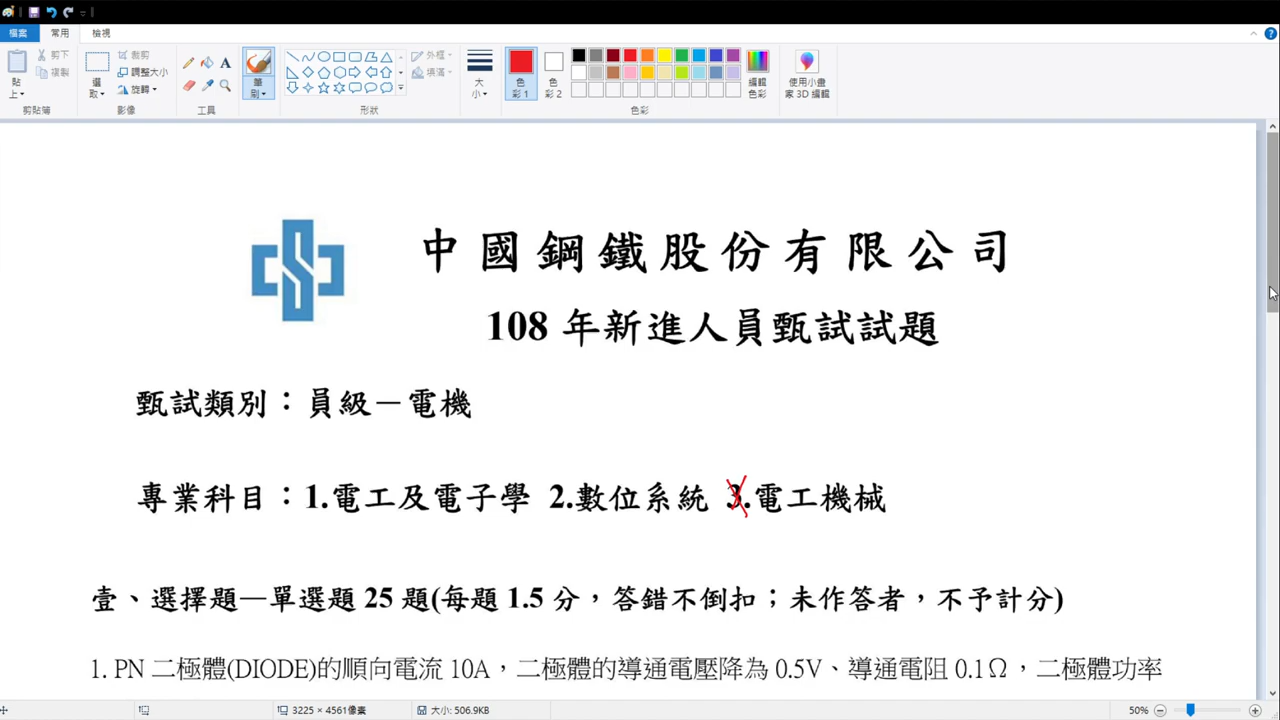 檔案 常用 檢視
貼上 剪下 複製 選取 裁剪 調整大小 旋轉 A 筆刷 外框 填滿 大小 色彩 1 色彩 2 編輯色彩 使用小畫家 3D 編輯
剪貼簿 影像 工具 形狀 色彩
中國鋼鐵股份有限公司
108 年新進人員甄試試題
甄試類別：員級－電機
專業科目：1.電工及電子學 2.數位系統 3.電工機械
壹、選擇題—單選題 25 題(每題 1.5 分，答錯不倒扣；未作答者，不予計分)
1. PN 二極體(DIODE)的順向電流 10A，二極體的導通電壓降為 0.5V、導通電阻 0.1Ω，二極體功率
3225 × 4561像素 大小: 506.9KB 50%